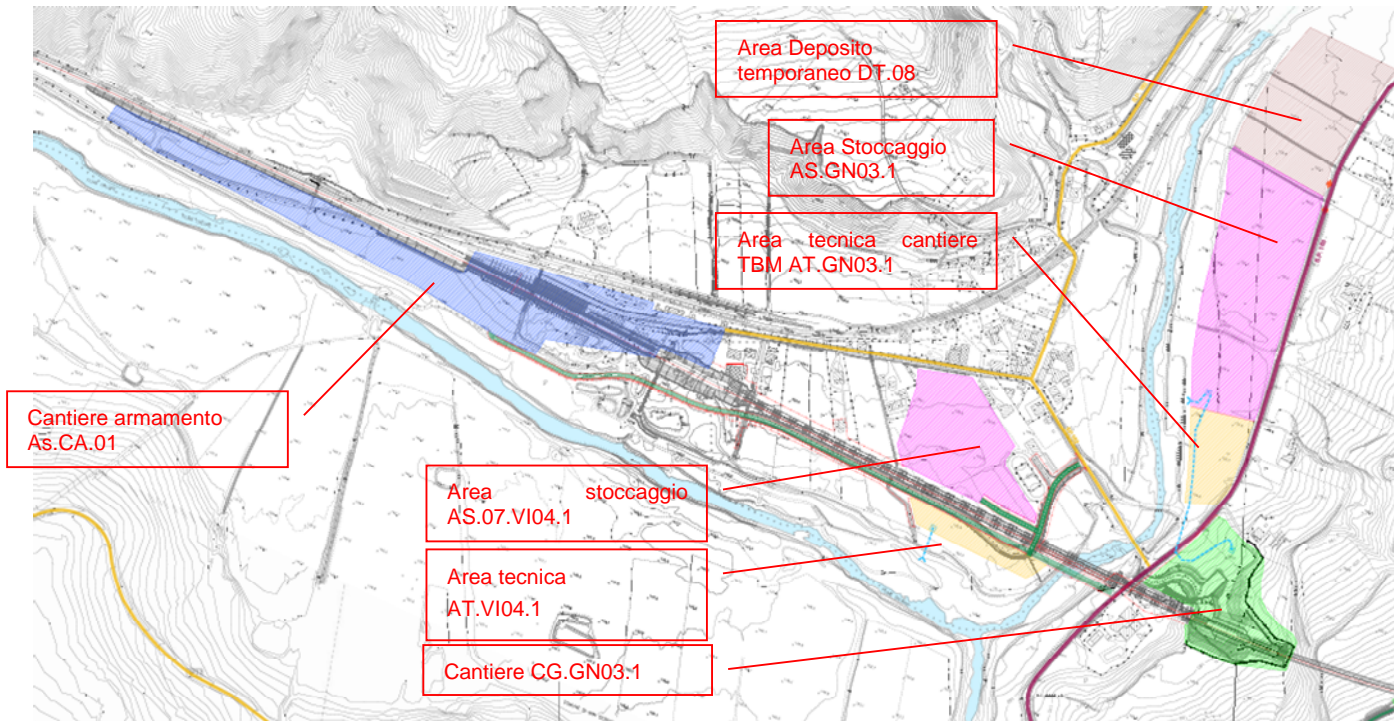 Area Deposito
temporaneo DT.08
Area Stoccaggio
AS.GN03.1
Area tecnica cantiere
TBM AT.GN03.1
Cantiere armamento
As.CA.01
Area stoccaggio
AS.07.VI04.1
Area tecnica
AT.VI04.1
Cantiere CG.GN03.1